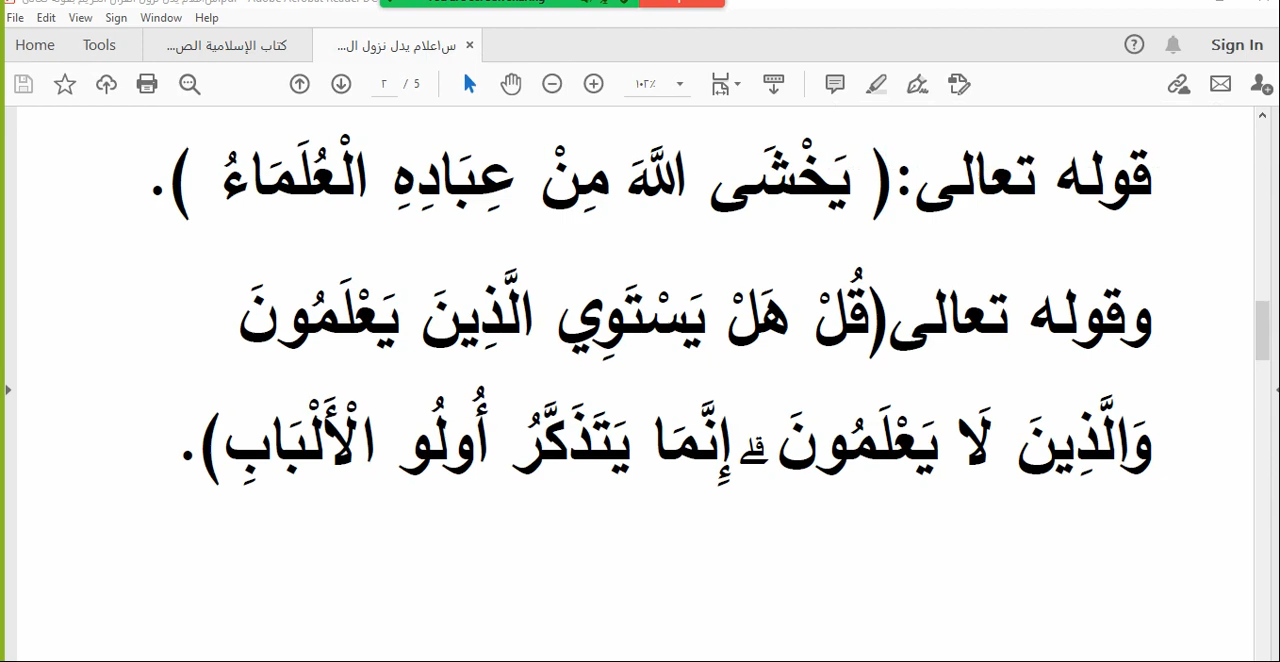 File Edit View Sign Window Help
Home Tools كتاب الإسلامية الص... س١علام يدل نزول ال... × ? Sign In
٢ / 5 ١٠٢٪
قوله تعالى:( يَخْشَى اللَّهَ مِنْ عِبَادِهِ الْعُلَمَاءُ ).
وقوله تعالى(قُلْ هَلْ يَسْتَوِي الَّذِينَ يَعْلَمُونَ
وَالَّذِينَ لَا يَعْلَمُونَ ۗ إِنَّمَا يَتَذَكَّرُ أُولُو الْأَلْبَابِ).